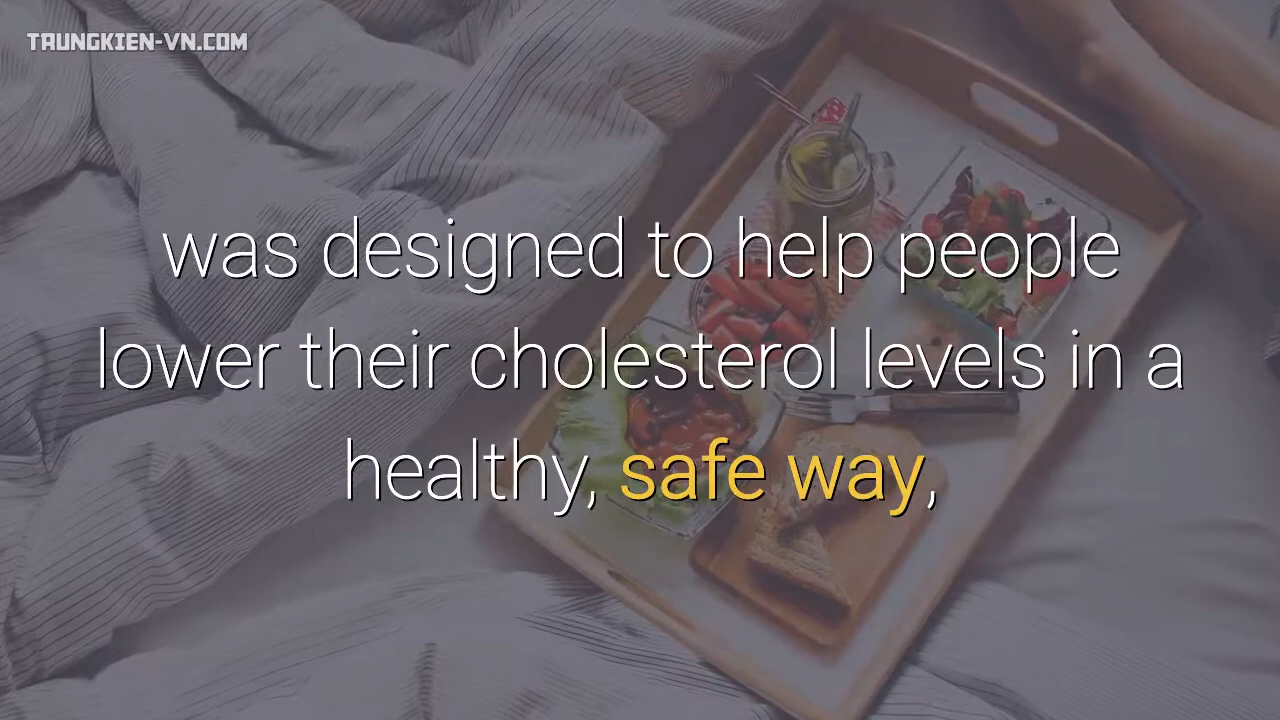 TRUNGKIEN-VN.COM
was designed to help people
lower their cholesterol levels in a
healthy, safe way,